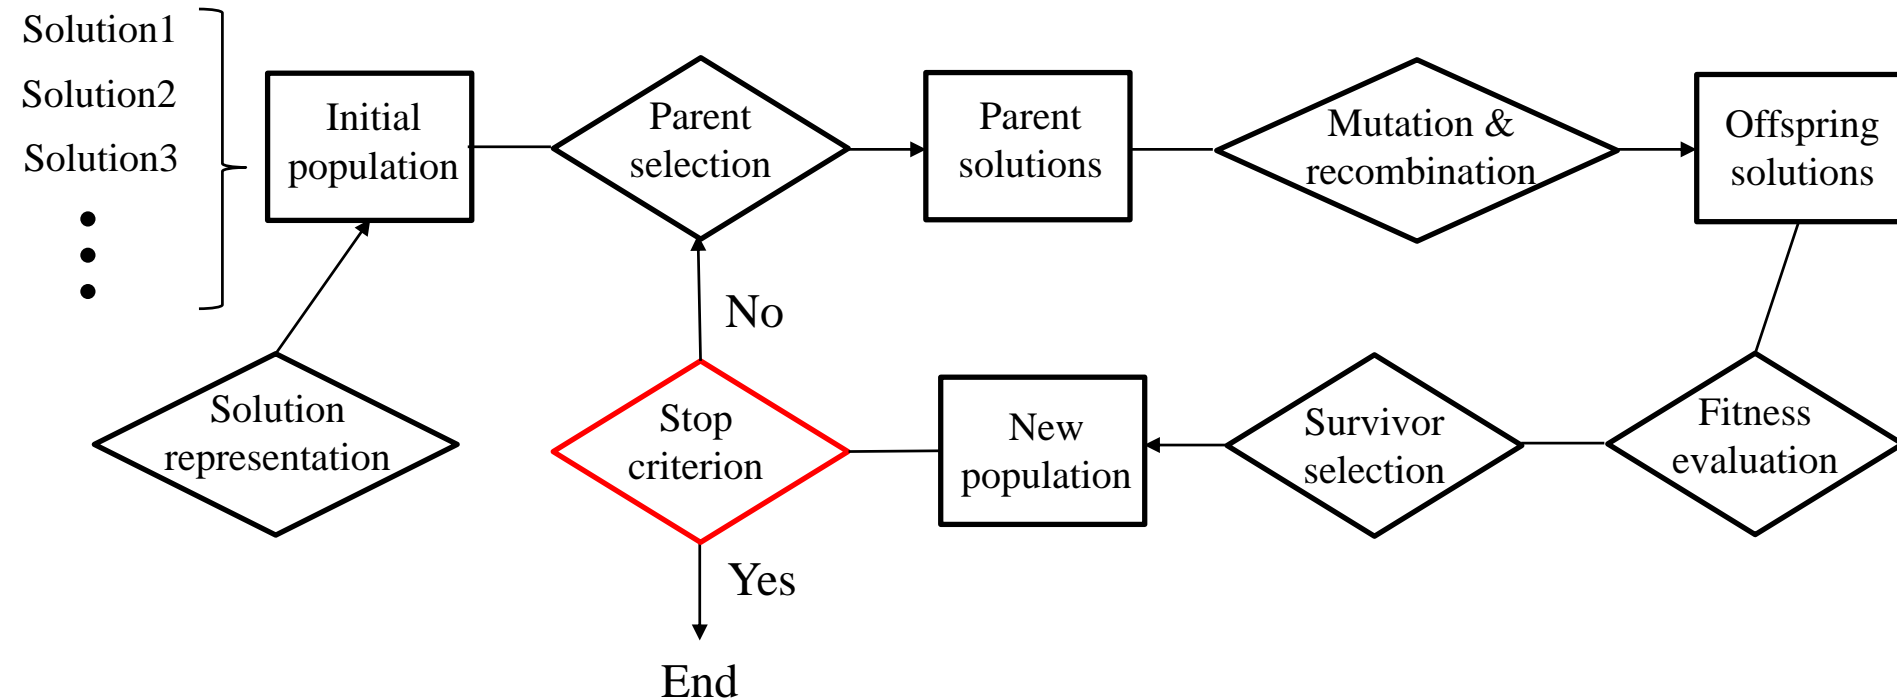 Solution1
Solution2
Solution3
Initial
population
Parent
selection
Parent
solutions
Mutation &
recombination
Offspring
solutions
No
Solution
representation
Stop
criterion
New
population
Survivor
selection
Fitness
evaluation
Yes
End